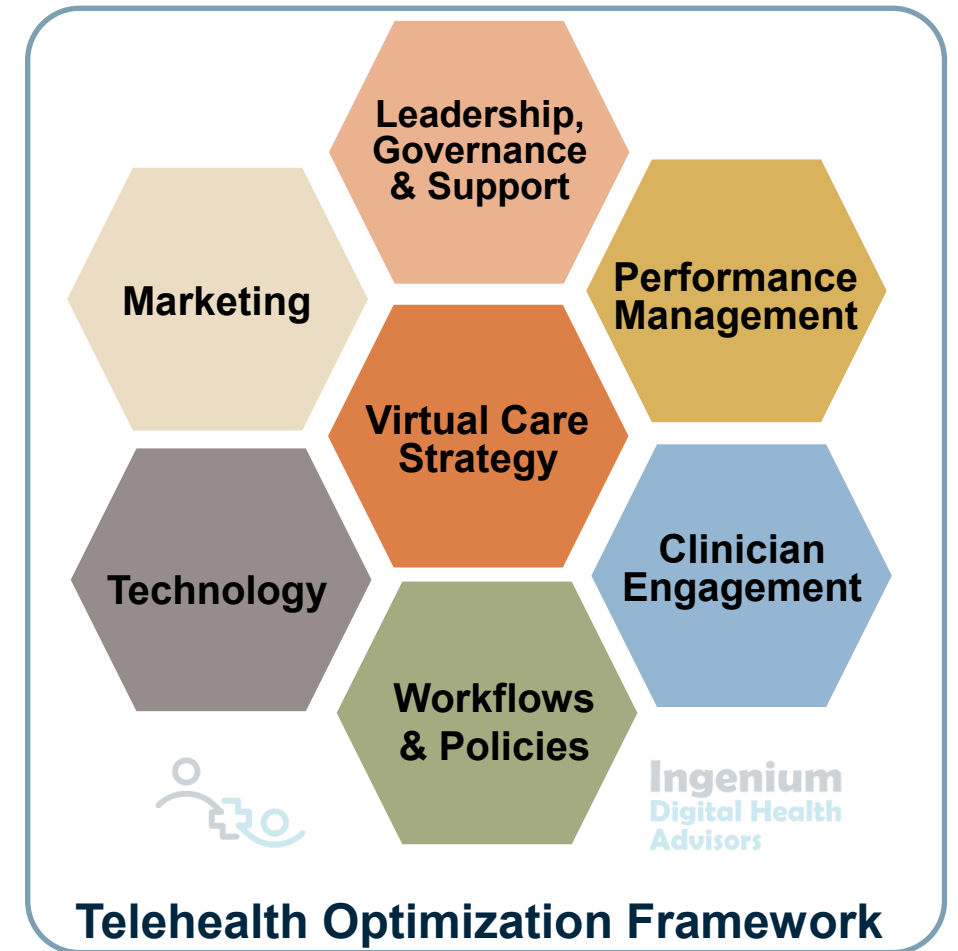 Leadership,
Governance
& Support
Marketing
Performance
Management
Virtual Care
Strategy
Technology
Clinician
Engagement
Workflows
& Policies
Ingenium
Digital Health
Advisors
Telehealth Optimization Framework